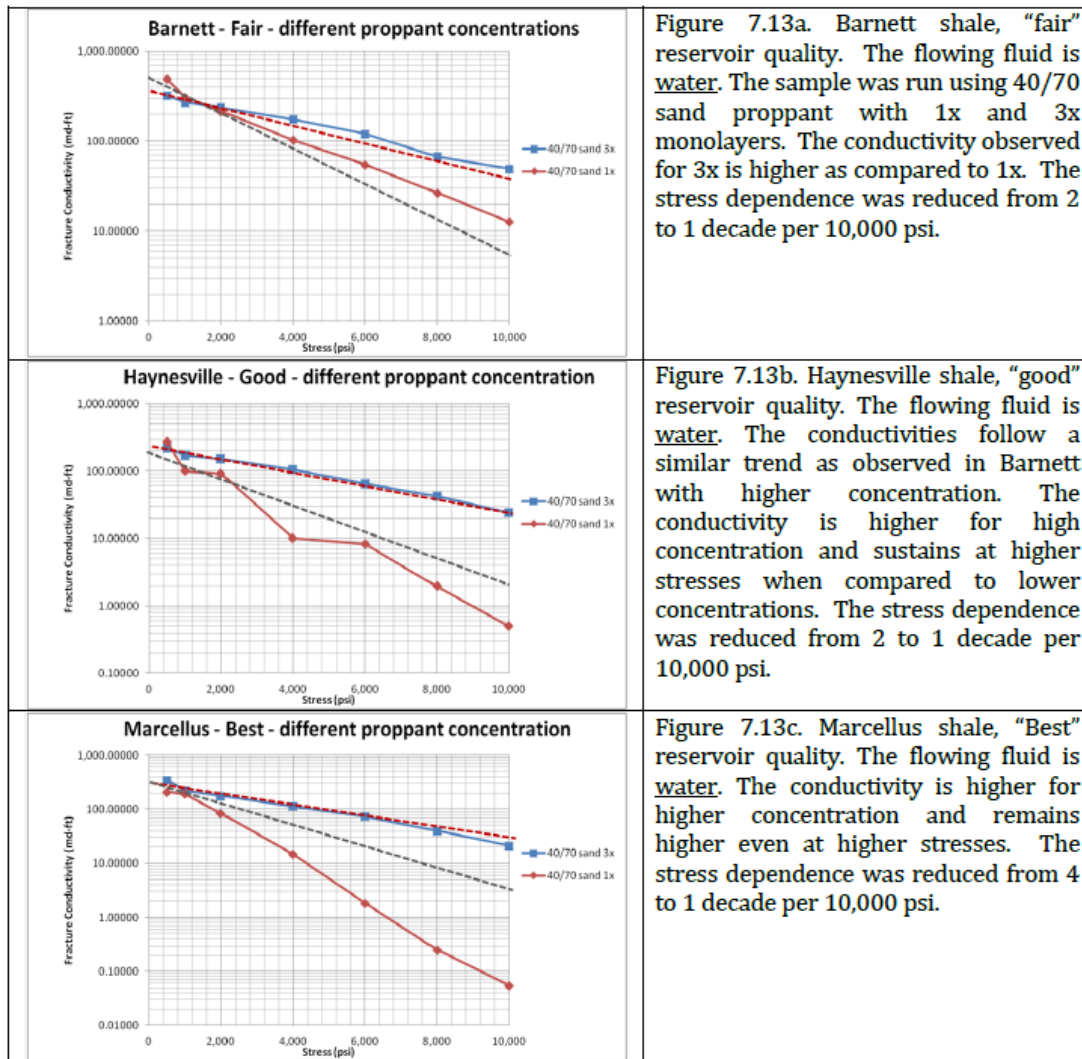 Barnett - Fair - different proppant concentrations
1,000.00000
100.00000
10.00000
1.00000
Fracture Conductivity (md-ft)
0
2,000
4,000
6,000
8,000
10,000
Stress (psi)
40/70 sand 3x
40/70 sand 1x
Figure 7.13a. Barnett shale, “fair”
reservoir quality. The flowing fluid is
water. The sample was run using 40/70
sand proppant with 1x and 3x
monolayers. The conductivity observed
for 3x is higher as compared to 1x. The
stress dependence was reduced from 2
to 1 decade per 10,000 psi.
Haynesville - Good - different proppant concentration
1,000.00000
100.00000
10.00000
1.00000
0.10000
Fracture Conductivity (md-ft)
0
2,000
4,000
6,000
8,000
10,000
Stress (psi)
40/70 sand 3x
40/70 sand 1x
Figure 7.13b. Haynesville shale, “good”
reservoir quality. The flowing fluid is
water. The conductivities follow a
similar trend as observed in Barnett
with higher concentration. The
conductivity is higher for high
concentration and sustains at higher
stresses when compared to lower
concentrations. The stress dependence
was reduced from 2 to 1 decade per
10,000 psi.
Marcellus - Best - different proppant concentration
1,000.00000
100.00000
10.00000
1.00000
0.10000
0.01000
Fracture Conductivity (md-ft)
0
2,000
4,000
6,000
8,000
10,000
Stress (psi)
40/70 sand 3x
40/70 sand 1x
Figure 7.13c. Marcellus shale, “Best”
reservoir quality. The flowing fluid is
water. The conductivity is higher for
higher concentration and remains
higher even at higher stresses. The
stress dependence was reduced from 4
to 1 decade per 10,000 psi.